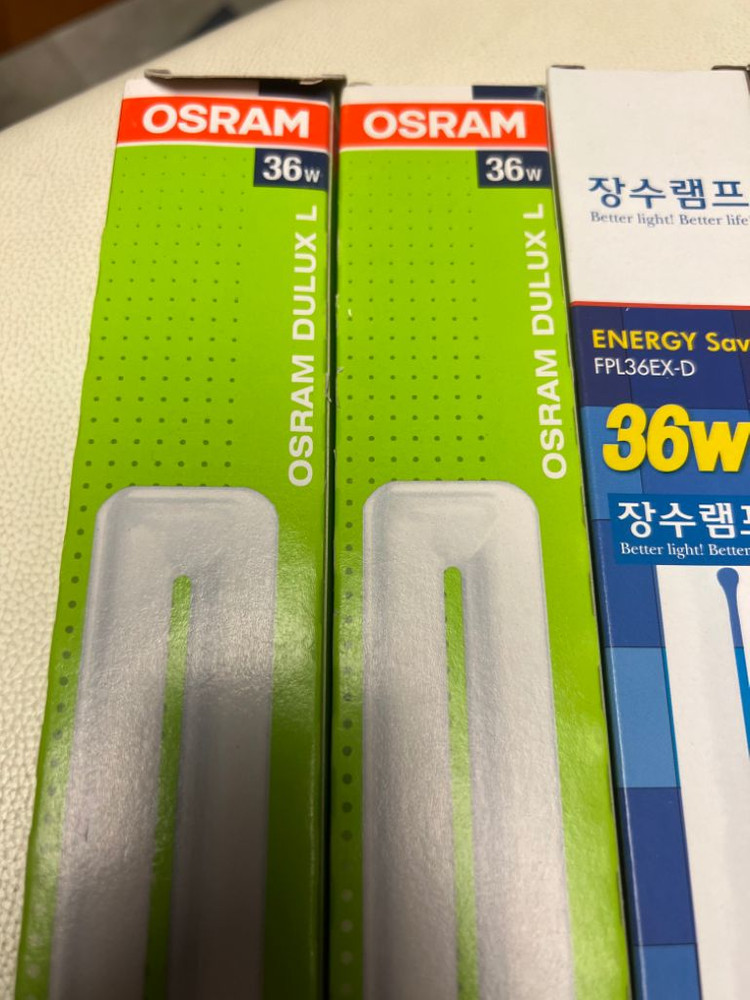 OSRAM
36W
OSRAM DULUX L
OSRAM
36W
OSRAM DULUX L
장수램프
Better light! Better life
ENERGY Sav
FPL36EX-D
36W
장수램
Better light! Better